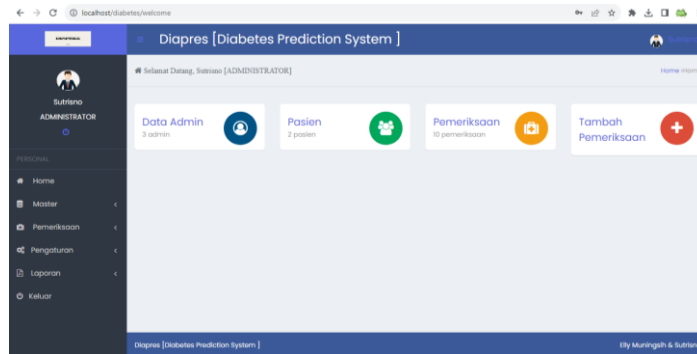 localhost/diabetes/welcome
Diapres [Diabetes Prediction System ]
Selamat Datang, Sutrisno [ADMINISTRATOR]
Home
Sutrisno
ADMINISTRATOR
Data Admin
3 admin
Pasien
2 pasien
Pemeriksaan
10 pemeriksaan
Tambah
Pemeriksaan
PERSONAL
Home
Master
Pemeriksaan
Pengaturan
Laporan
Keluar
Diapres [Diabetes Prediction System ]
Elly Muningsih & Sutrisn